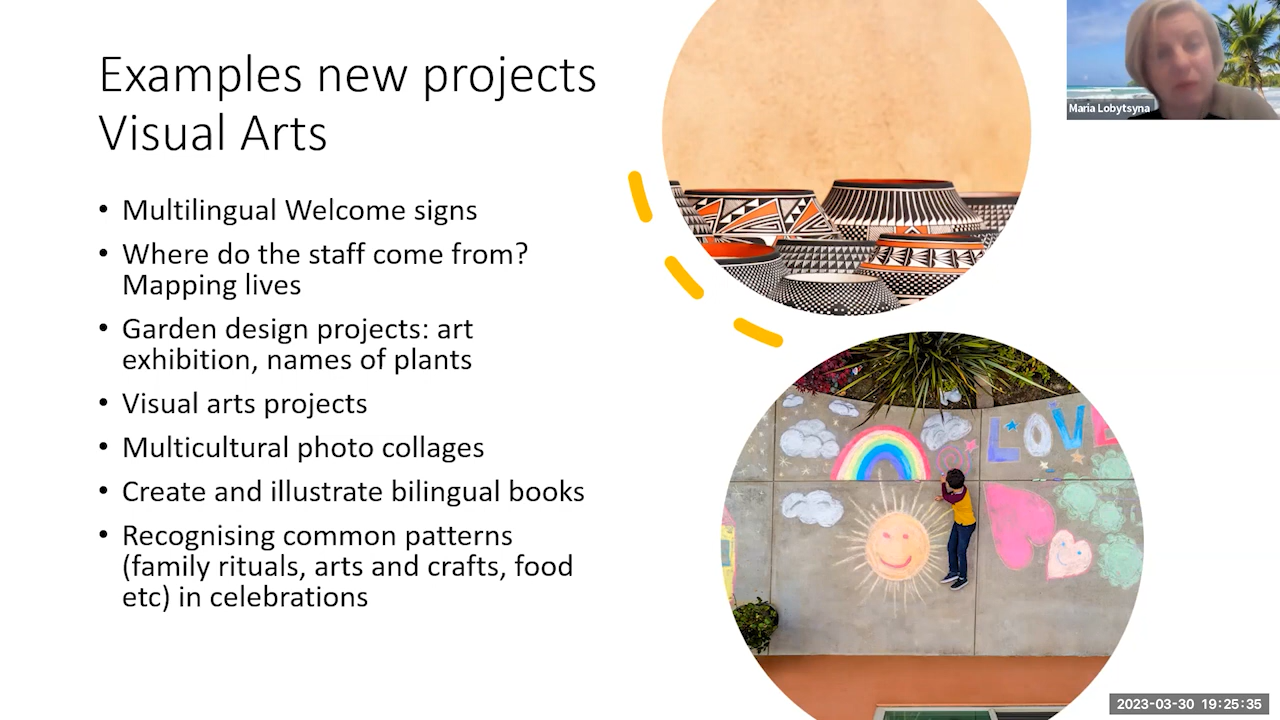 Examples new projects
Visual Arts
• Multilingual Welcome signs
• Where do the staff come from?
Mapping lives
• Garden design projects: art
exhibition, names of plants
• Visual arts projects
• Multicultural photo collages
• Create and illustrate bilingual books
• Recognising common patterns
(family rituals, arts and crafts, food
etc) in celebrations
Maria Lobytsyna
LOVE
2023-03-30 19:25:35